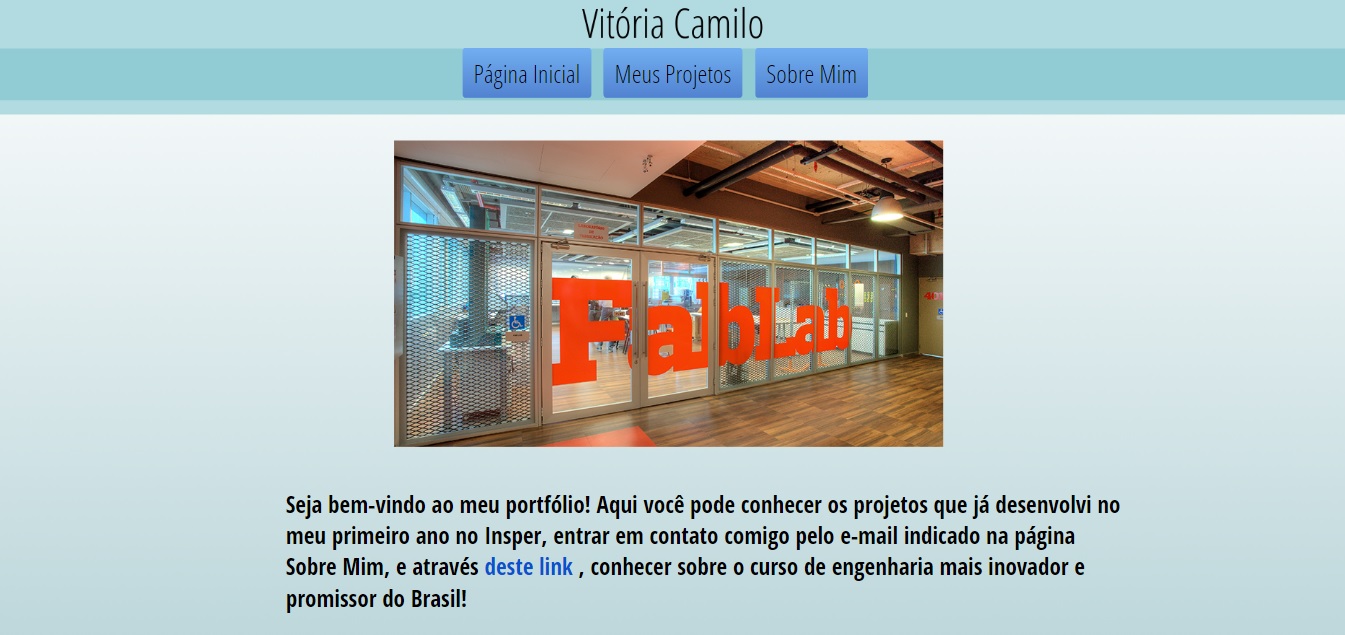 Vitória Camilo
Página Inicial Meus Projetos Sobre Mim
FabLab
Seja bem-vindo ao meu portfólio! Aqui você pode conhecer os projetos que já desenvolvi no
meu primeiro ano no Insper, entrar em contato comigo pelo e-mail indicado na página
Sobre Mim, e através deste link , conhecer sobre o curso de engenharia mais inovador e
promissor do Brasil!